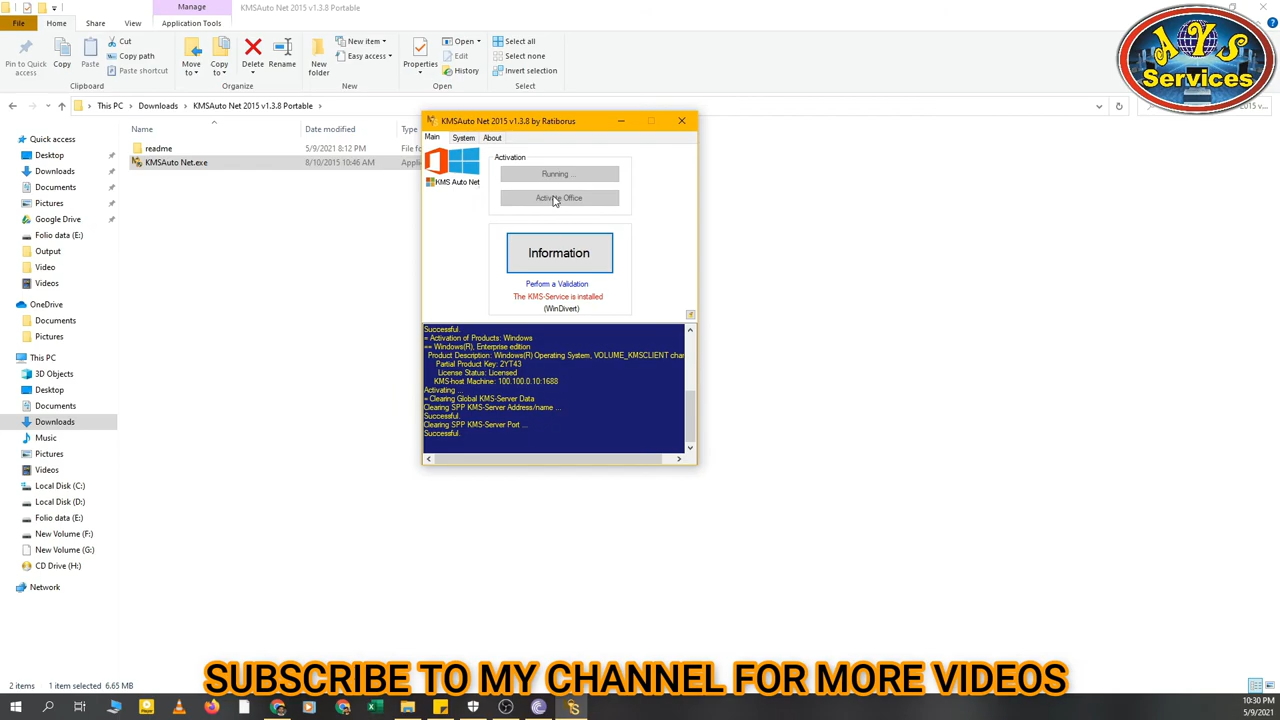 Manage
KMSAuto Net 2015 v1.3.8 Portable
File
Home
Share
View
Application Tools
Pin to Quick access
Copy
Paste
Cut
Copy path
Paste shortcut
Clipboard
Move to
Copy to
Delete
Rename
Organize
New folder
New item
Easy access
New
Properties
Open
Edit
History
Open
Select all
Select none
Invert selection
Select
AYS
Services
This PC > Downloads > KMSAuto Net 2015 v1.3.8 Portable >
Name
Date modified
Type
readme
5/9/2021 8:12 PM
File fo
KMSAuto Net.exe
8/10/2015 10:46 AM
Applic
Quick access
Desktop
Downloads
Documents
Pictures
Google Drive
Folio data (E:)
Output
Video
Videos
OneDrive
Documents
Pictures
This PC
3D Objects
Desktop
Documents
Downloads
Music
Pictures
Videos
Local Disk (C:)
Local Disk (D:)
Folio data (E:)
New Volume (F:)
New Volume (G:)
CD Drive (H:)
Network
KMSAuto Net 2015 v1.3.8 by Ratiborus
Main
System
About
KMS Auto Net
Activation
Running ...
Activate Office
Information
Perform a Validation
The KMS-Service is installed
(WinDivert)
Successful.
= Activation of Products: Windows
== Windows(R), Enterprise edition
Product Description: Windows(R) Operating System, VOLUME_KMSCLIENT chan
Partial Product Key: 2YT43
License Status: Licensed
KMS-host Machine: 100.100.0.10:1688
Activating ...
= Clearing Global KMS-Server Data
Clearing SPP KMS-Server Address/name ...
Successful.
Clearing SPP KMS-Server Port ...
Successful.
2 items
1 item selected 6.65 MB
SUBSCRIBE TO MY CHANNEL FOR MORE VIDEOS
10:30 PM
5/9/2021